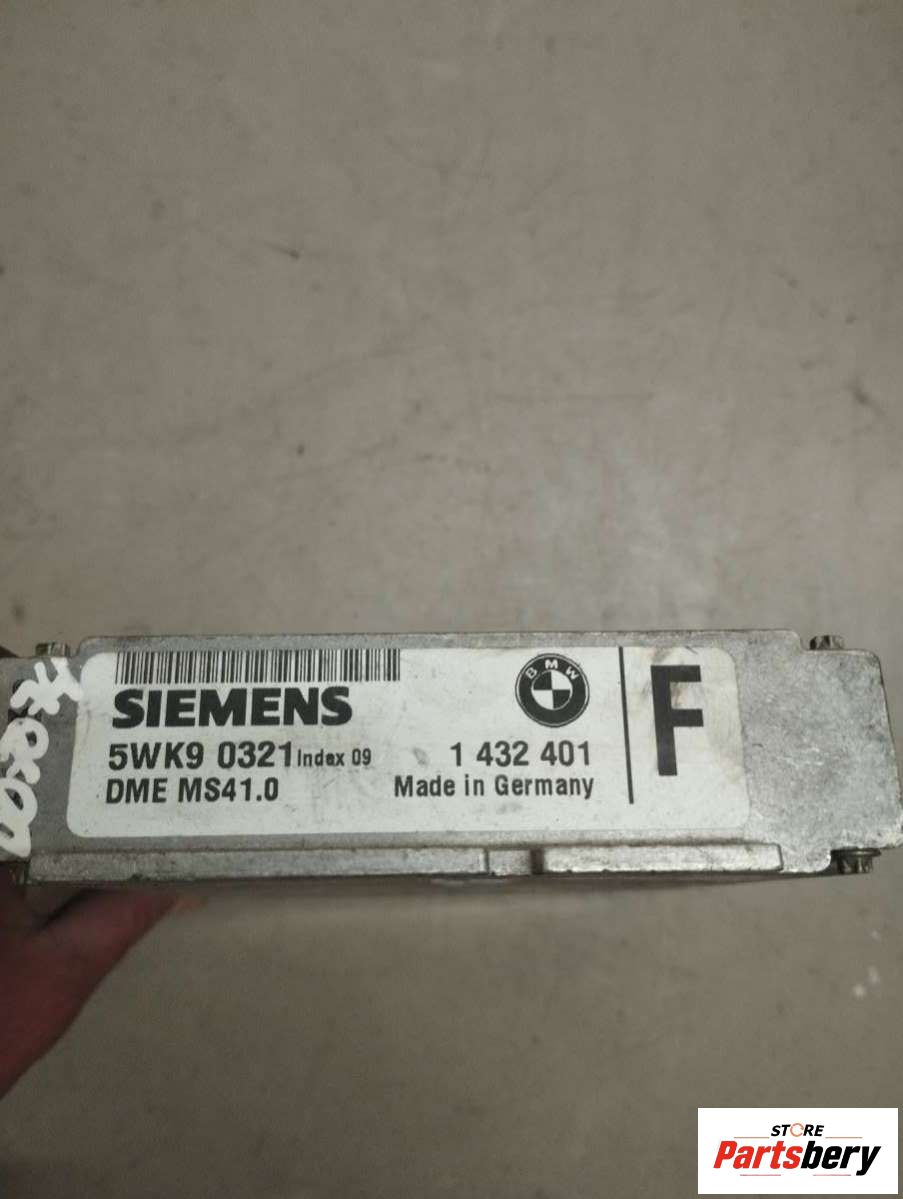 SIEMENS
BMW
F
5WK9 0321 Index 09
1 432 401
DME MS41.0
Made in Germany
STORE
Partsbery